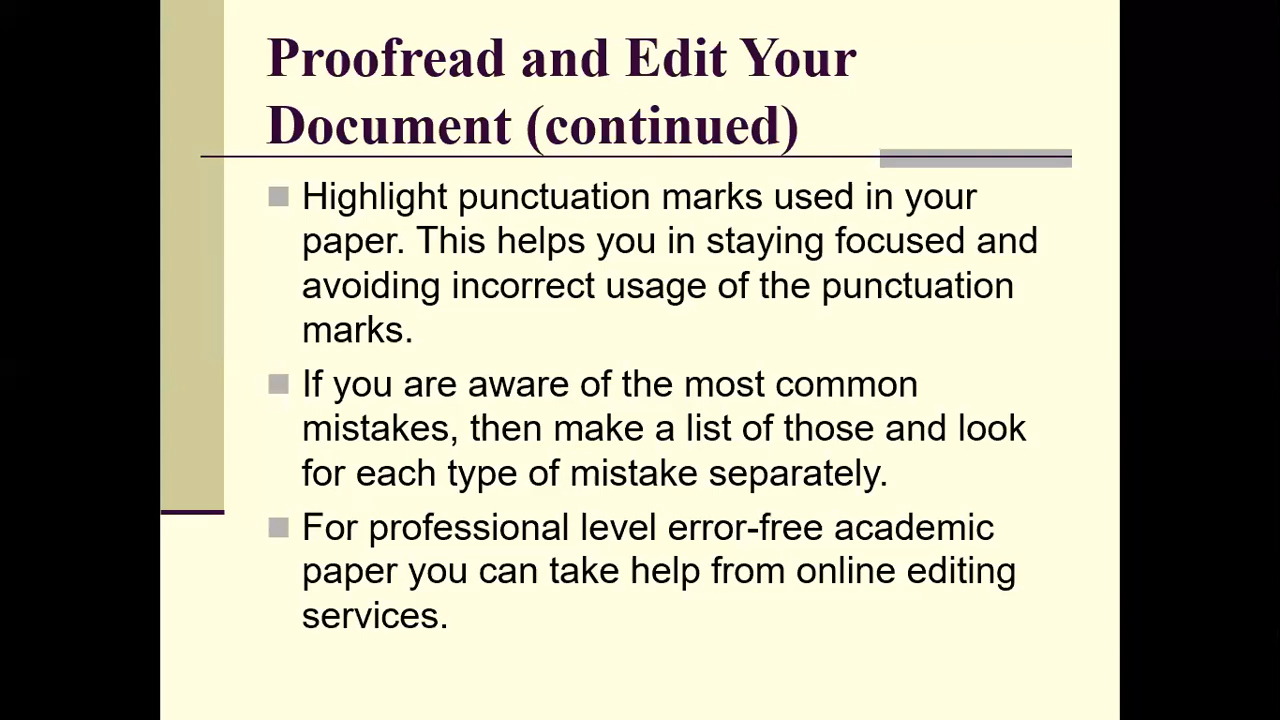 Proofread and Edit Your
Document (continued)
Highlight punctuation marks used in your
paper. This helps you in staying focused and
avoiding incorrect usage of the punctuation
marks.
If you are aware of the most common
mistakes, then make a list of those and look
for each type of mistake separately.
For professional level error-free academic
paper you can take help from online editing
services.